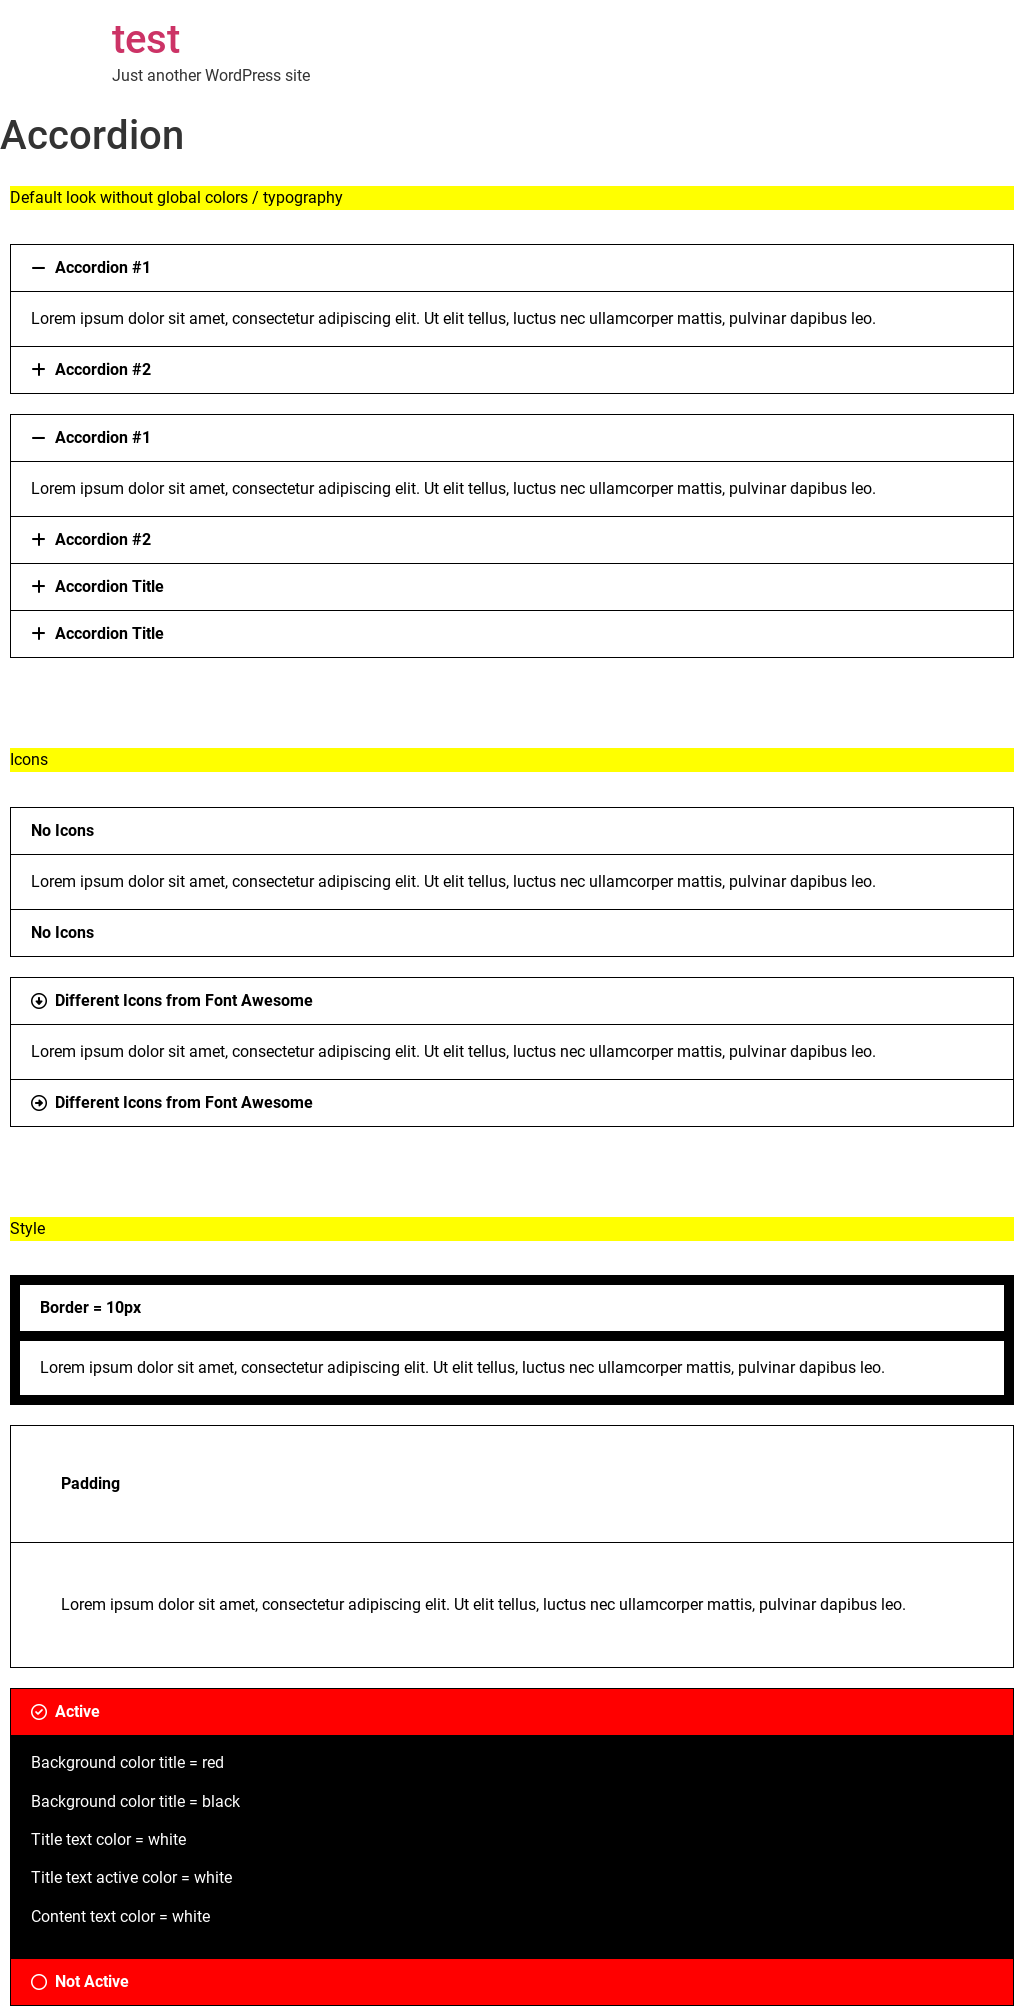 test
Just another WordPress site
Accordion
Default look without global colors / typography
Accordion #1
Lorem ipsum dolor sit amet, consectetur adipiscing elit. Ut elit tellus, luctus nec ullamcorper mattis, pulvinar dapibus leo.
Accordion #2
Accordion #1
Lorem ipsum dolor sit amet, consectetur adipiscing elit. Ut elit tellus, luctus nec ullamcorper mattis, pulvinar dapibus leo.
Accordion #2
Accordion Title
Accordion Title
Icons
No Icons
Lorem ipsum dolor sit amet, consectetur adipiscing elit. Ut elit tellus, luctus nec ullamcorper mattis, pulvinar dapibus leo.
No Icons
Different Icons from Font Awesome
Lorem ipsum dolor sit amet, consectetur adipiscing elit. Ut elit tellus, luctus nec ullamcorper mattis, pulvinar dapibus leo.
Different Icons from Font Awesome
Style
Border = 10px
Lorem ipsum dolor sit amet, consectetur adipiscing elit. Ut elit tellus, luctus nec ullamcorper mattis, pulvinar dapibus leo.
Padding
Lorem ipsum dolor sit amet, consectetur adipiscing elit. Ut elit tellus, luctus nec ullamcorper mattis, pulvinar dapibus leo.
Active
Background color title = red
Background color title = black
Title text color = white
Title text active color = white
Content text color = white
Not Active